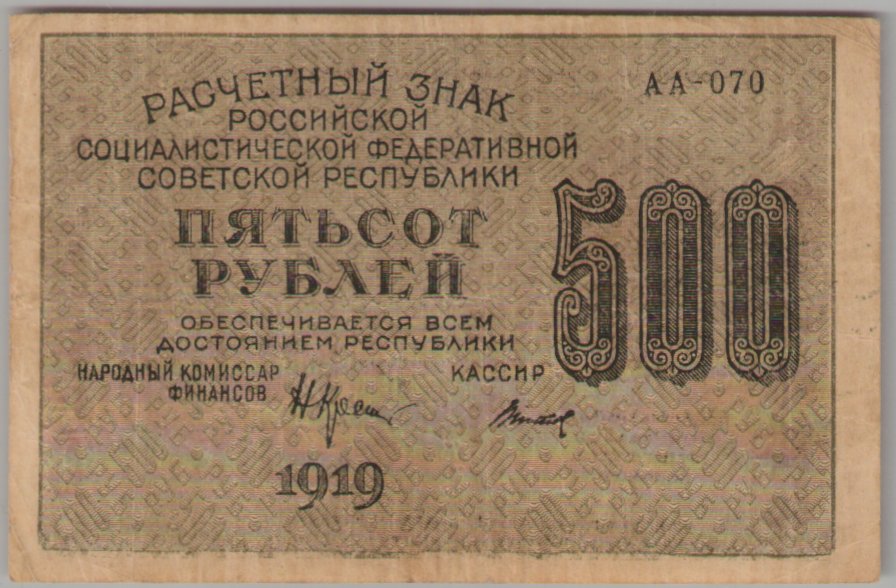 РАСЧЕТНЫЙ ЗНАК
АА-070
РОССИЙСКОЙ
СОЦИАЛИСТИЧЕСКОЙ ФЕДЕРАТИВНОЙ
СОВЕТСКОЙ РЕСПУБЛИКИ
ПЯТЬСОТ
РУБЛЕЙ
500
ОБЕСПЕЧИВАЕТСЯ ВСЕМ
ДОСТОЯНИЕМ РЕСПУБЛИКИ
НАРОДНЫЙ КОМИССАР
ФИНАНСОВ
КАССИР
1919